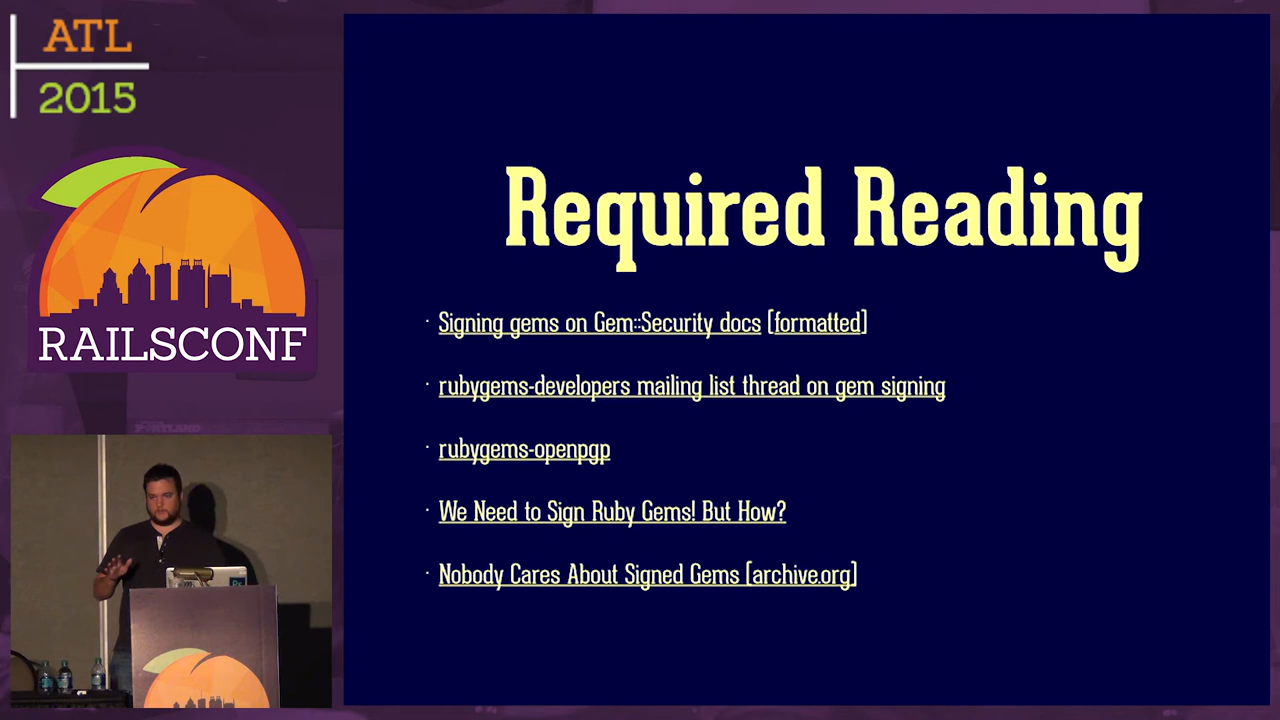 ATL
2015
RAILSCONF
Required Reading
· Signing gems on Gem::Security docs [formatted]
· rubygems-developers mailing list thread on gem signing
· rubygems-openpgp
· We Need to Sign Ruby Gems! But How?
· Nobody Cares About Signed Gems [archive.org]